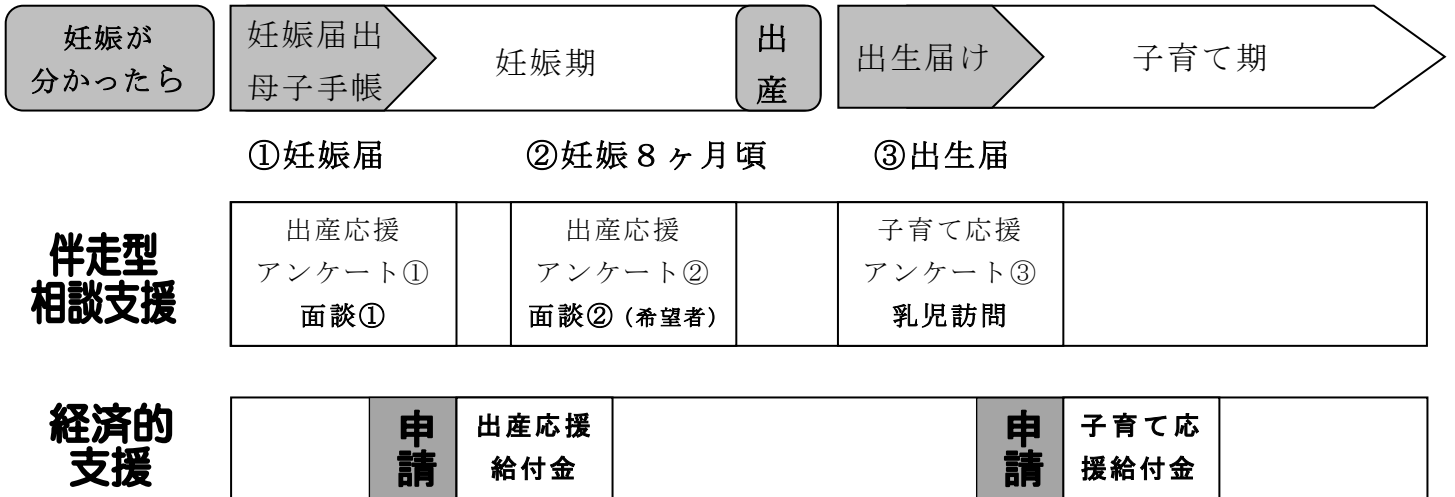 妊娠が
分かったら
妊娠届出
母子手帳
妊娠期
出
産
出生届け
子育て期
①妊娠届
②妊娠８ヶ月頃
③出生届
伴走型
相談支援
出産応援
アンケート①
面談①
出産応援
アンケート②
面談②（希望者）
子育て応援
アンケート③
乳児訪問
経済的
支援
申
請
出産応援
給付金
申
請
子育て応
援給付金